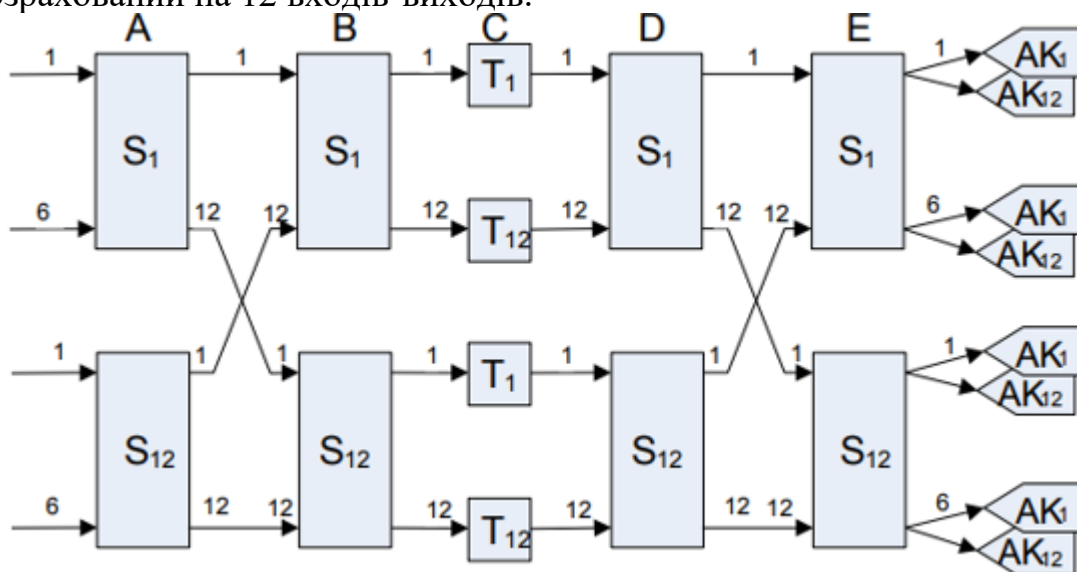 озрахований на 12 входів-виходів.
A B C D E
1 1 1 T1 1 1 1 AK1
AK12
S1 S1 S1 S1
6 12 12 12 T12 12 12 12 6 AK1
AK12
1 1 1 1 T1 1 1 1 1 AK1
AK12
S12 S12 S12 S12
6 12 12 12 T12 12 12 12 6 AK1
AK12